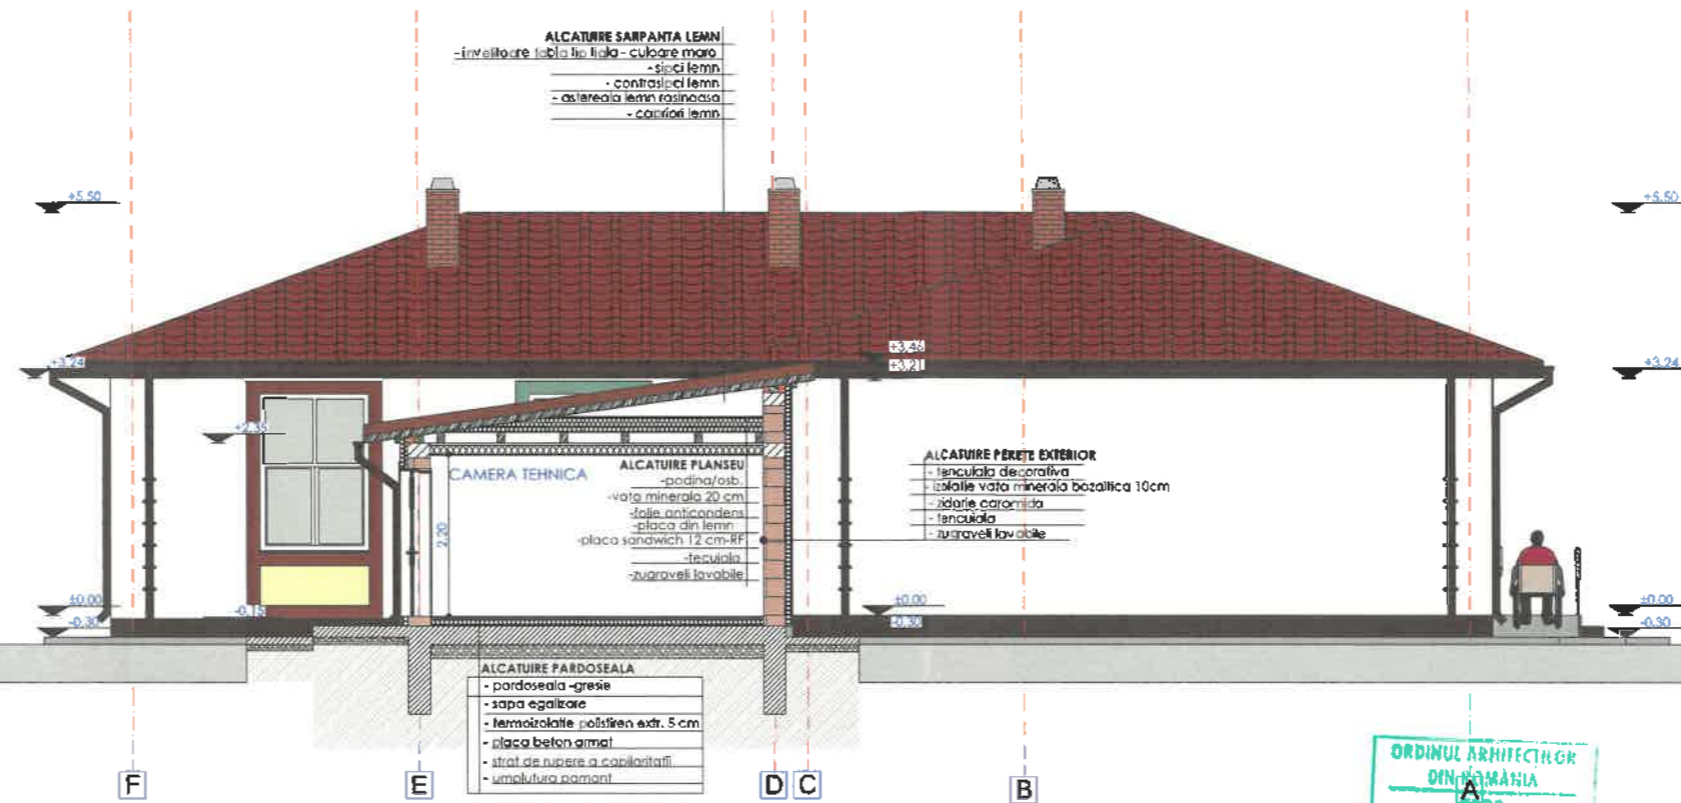 ALCATUIRE SARPANTA LEMN
-invelitoare tabla tip tigla - culoare maro
-sipci lemn
- contrasipci lemn
- astereala lemn rasinoasa
- capriori lemn
+5.50
+5.50
+3.24
+3.46
+3.21
+3.24
+2.35
CAMERA TEHNICA
ALCATUIRE PLANSEU
-podina/osb.
-vata minerala 20 cm
-folie anticondens
-placa din lemn
-placa sandwich 12 cm-RF
-tecuiala
-zugraveli lavabile
2.20
ALCATUIRE PERETE EXTERIOR
- tencuiala decorativa
- izolatie vata minerala bazaltica 10cm
- zidarie caramida
- tencuiala
- zugraveli lavabile
±0.00
-0.15
-0.30
±0.00
-0.30
±0.00
-0.30
ALCATUIRE PARDOSEALA
- pardoseala -gresie
- sapa egalizare
- termoizolatie polistiren extr. 5 cm
- placa beton armat
- strat de rupere a capilaritatii
- umplutura pamant
F
E
D
C
B
A
ORDINUL ARHITECTILOR
DIN ROMÂNIA